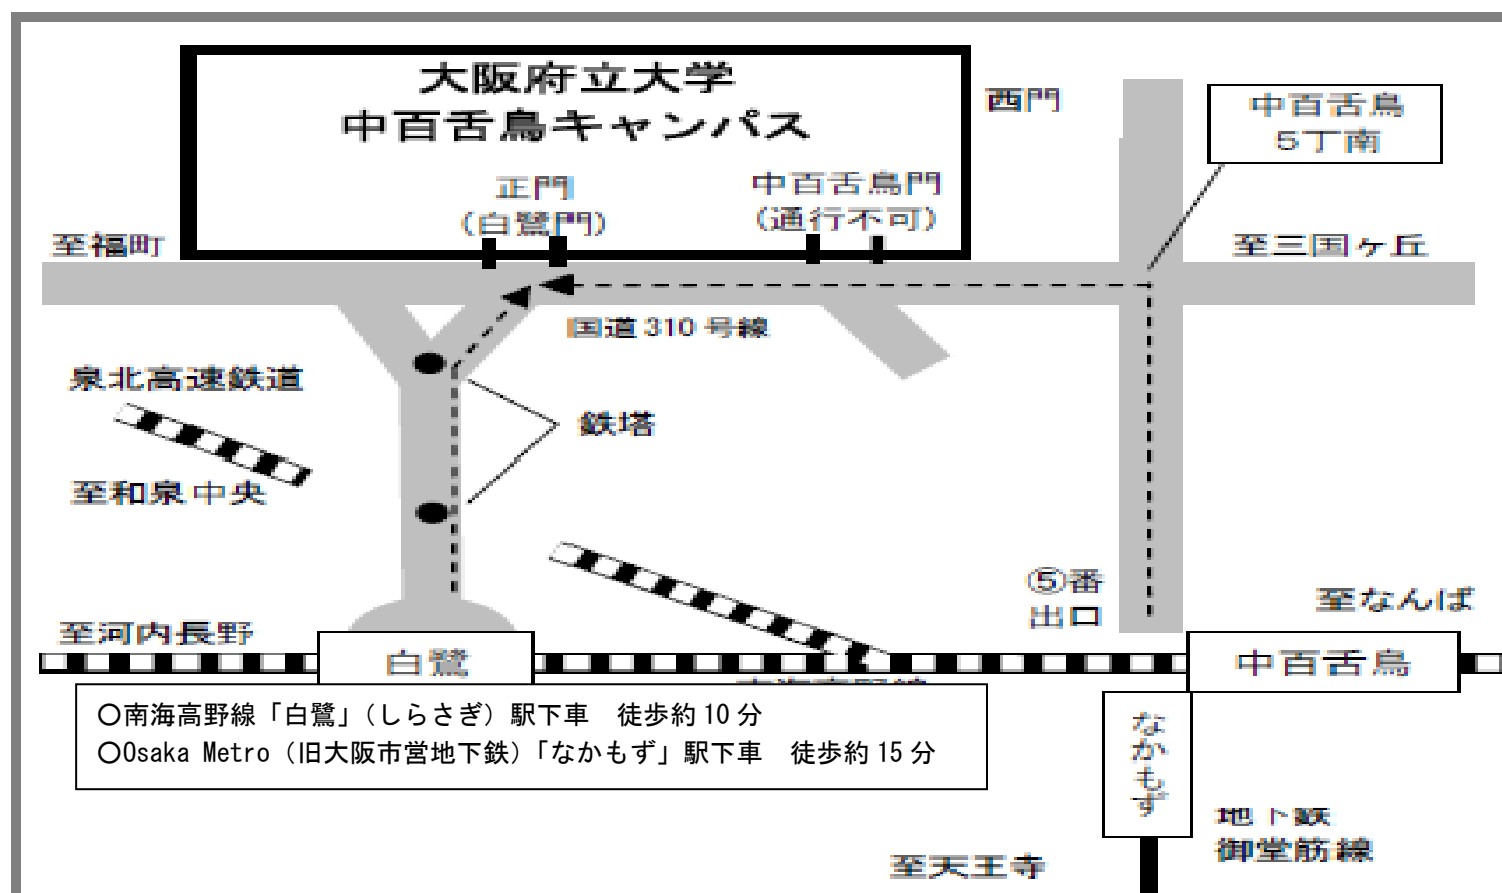 大阪府立大学
中百舌鳥キャンパス
西門
中百舌鳥
5丁南
正門
(白鷺門)
中百舌鳥門
(通行不可)
至福町
至三国ヶ丘
国道310号線
泉北高速鉄道
鉄塔
至和泉中央
⑤番
出口
至なんば
至河内長野
白鷺
中百舌鳥
○南海高野線「白鷺」(しらさぎ)駅下車 徒歩約10分
○Osaka Metro(旧大阪市営地下鉄)「なかもず」駅下車 徒歩約15分
なかもず
地下鉄
御堂筋線
至天王寺